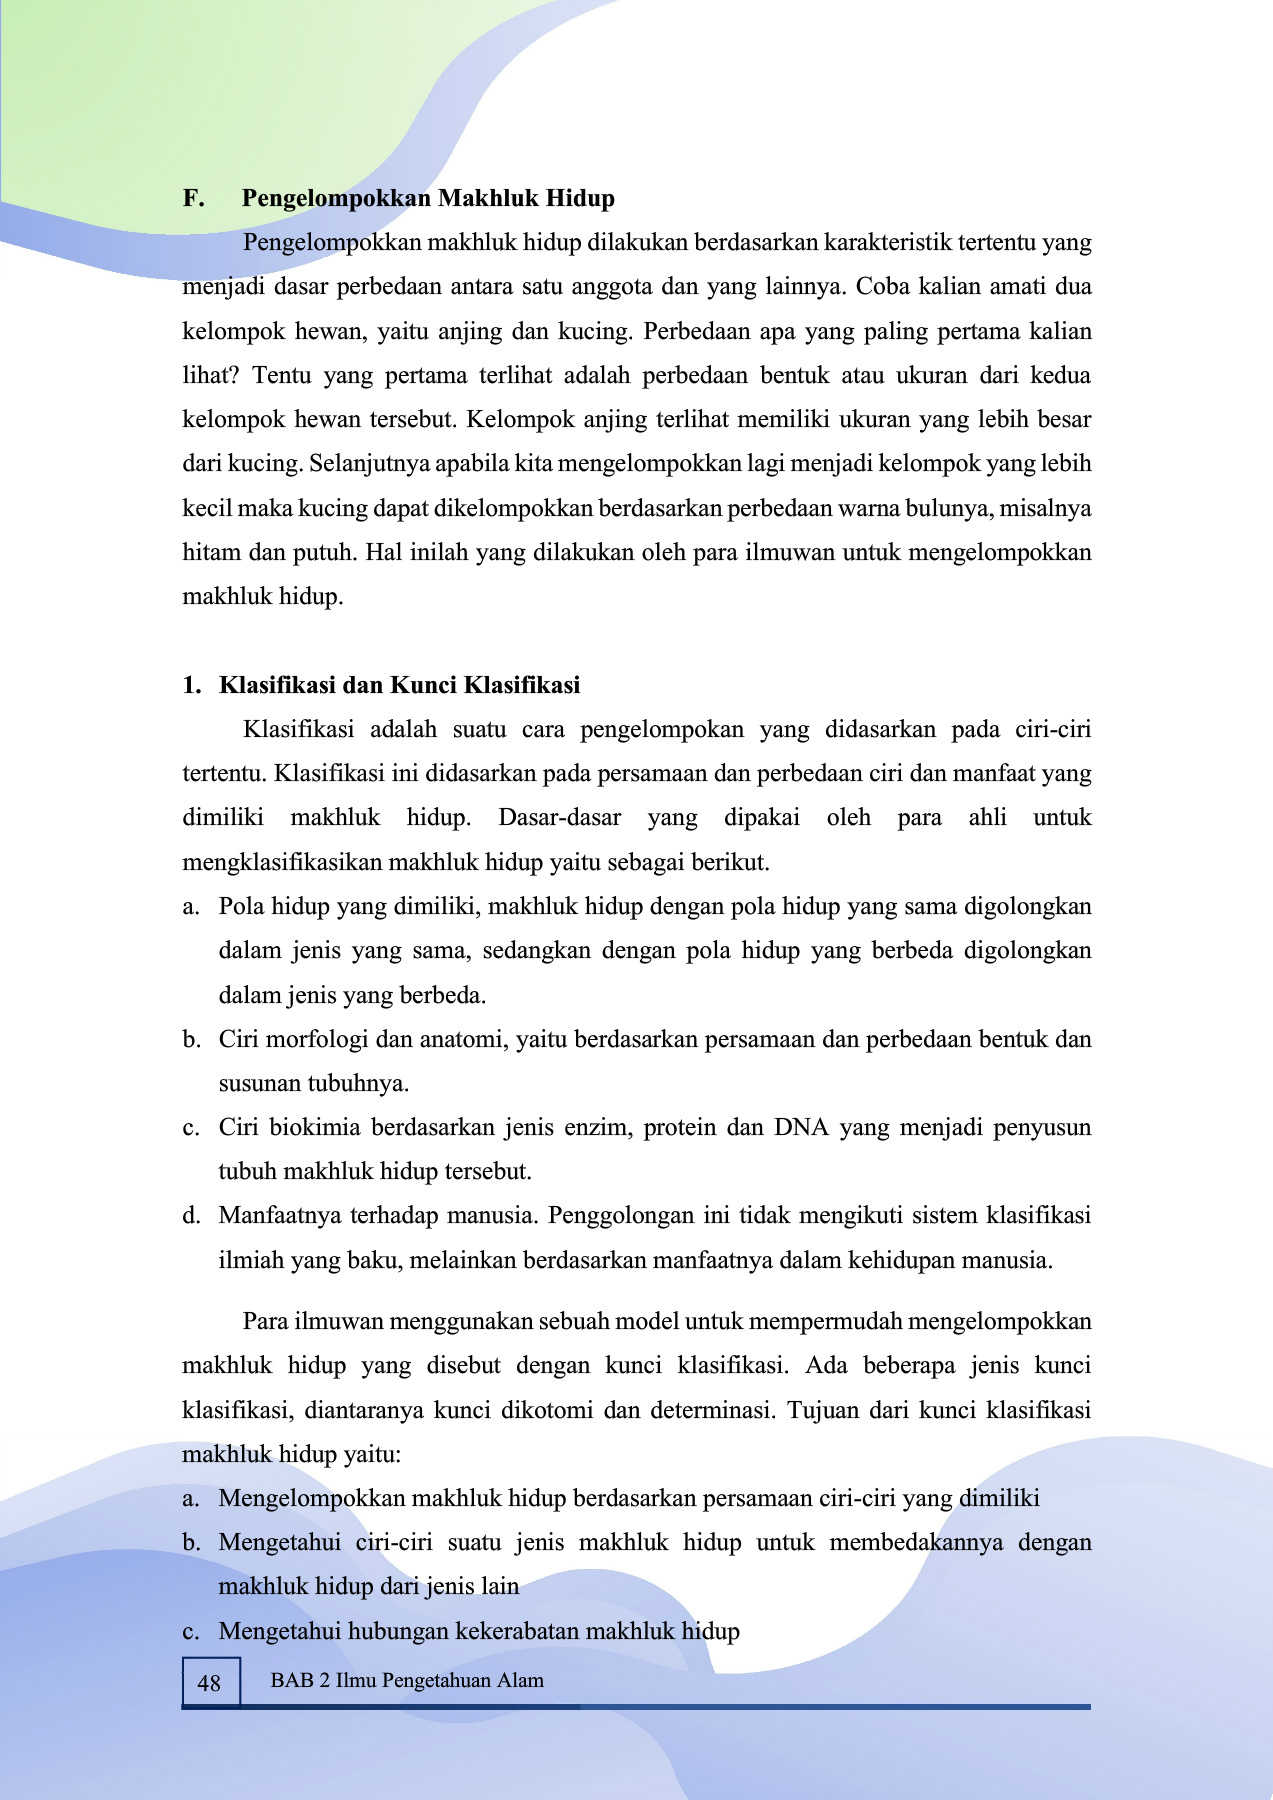 F. Pengelompokkan Makhluk Hidup
Pengelompokkan makhluk hidup dilakukan berdasarkan karakteristik tertentu yang
menjadi dasar perbedaan antara satu anggota dan yang lainnya. Coba kalian amati dua
kelompok hewan, yaitu anjing dan kucing. Perbedaan apa yang paling pertama kalian
lihat? Tentu yang pertama terlihat adalah perbedaan bentuk atau ukuran dari kedua
kelompok hewan tersebut. Kelompok anjing terlihat memiliki ukuran yang lebih besar
dari kucing. Selanjutnya apabila kita mengelompokkan lagi menjadi kelompok yang lebih
kecil maka kucing dapat dikelompokkan berdasarkan perbedaan warna bulunya, misalnya
hitam dan putuh. Hal inilah yang dilakukan oleh para ilmuwan untuk mengelompokkan
makhluk hidup.
1. Klasifikasi dan Kunci Klasifikasi
Klasifikasi adalah suatu cara pengelompokan yang didasarkan pada ciri-ciri
tertentu. Klasifikasi ini didasarkan pada persamaan dan perbedaan ciri dan manfaat yang
dimiliki makhluk hidup. Dasar-dasar yang dipakai oleh para ahli untuk
mengklasifikasikan makhluk hidup yaitu sebagai berikut.
a. Pola hidup yang dimiliki, makhluk hidup dengan pola hidup yang sama digolongkan
dalam jenis yang sama, sedangkan dengan pola hidup yang berbeda digolongkan
dalam jenis yang berbeda.
b. Ciri morfologi dan anatomi, yaitu berdasarkan persamaan dan perbedaan bentuk dan
susunan tubuhnya.
c. Ciri biokimia berdasarkan jenis enzim, protein dan DNA yang menjadi penyusun
tubuh makhluk hidup tersebut.
d. Manfaatnya terhadap manusia. Penggolongan ini tidak mengikuti sistem klasifikasi
ilmiah yang baku, melainkan berdasarkan manfaatnya dalam kehidupan manusia.
Para ilmuwan menggunakan sebuah model untuk mempermudah mengelompokkan
makhluk hidup yang disebut dengan kunci klasifikasi. Ada beberapa jenis kunci
klasifikasi, diantaranya kunci dikotomi dan determinasi. Tujuan dari kunci klasifikasi
makhluk hidup yaitu:
a. Mengelompokkan makhluk hidup berdasarkan persamaan ciri-ciri yang dimiliki
b. Mengetahui ciri-ciri suatu jenis makhluk hidup untuk membedakannya dengan
makhluk hidup dari jenis lain
c. Mengetahui hubungan kekerabatan makhluk hidup
48 BAB 2 Ilmu Pengetahuan Alam